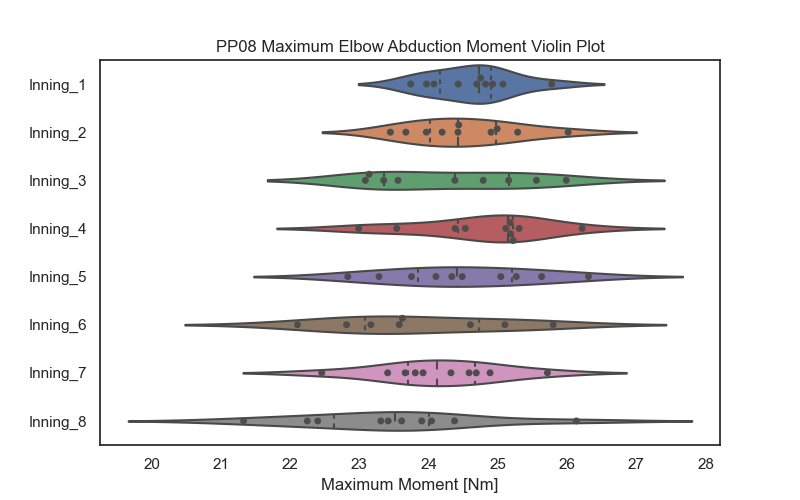 PP08 Maximum Elbow Abduction Moment Violin Plot
Inning_1
Inning_2
Inning_3
Inning_4
Inning_5
Inning_6
Inning_7
Inning_8
20 21 22 23 24 25 26 27 28
Maximum Moment [Nm]